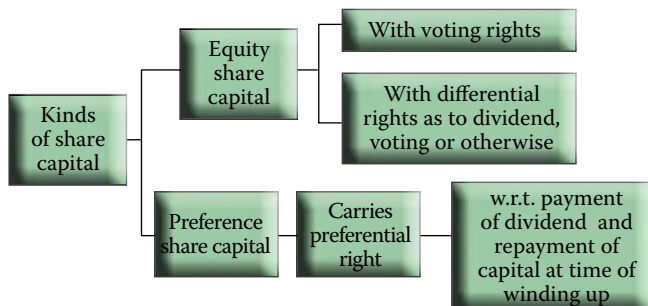 Kinds
of share
capital
Equity
share
capital
With voting rights
With differential
rights as to dividend,
voting or otherwise
Preference
share capital
Carries
preferential
right
w.r.t. payment
of dividend and
repayment of
capital at time of
winding up